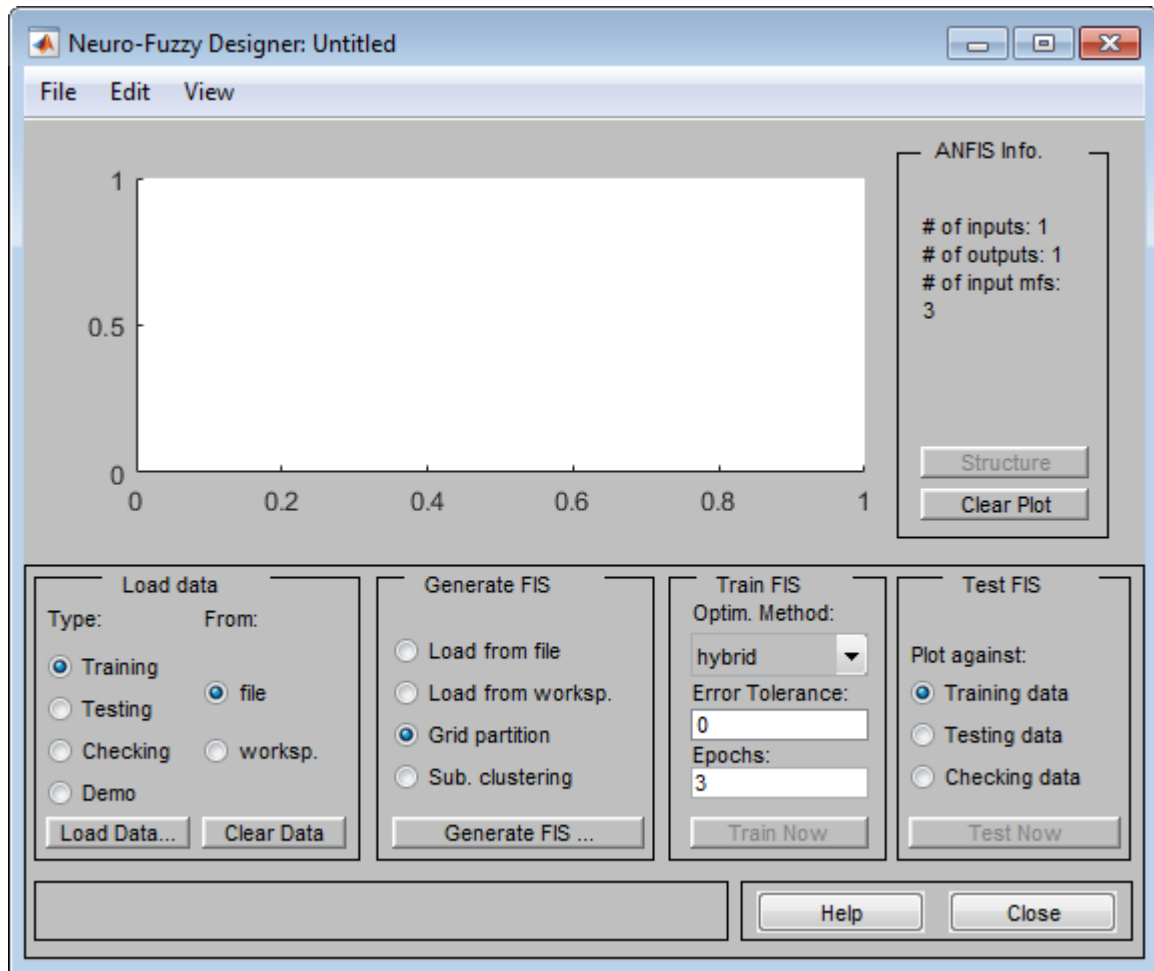 Neuro-Fuzzy Designer: Untitled
File Edit View
1
0.5
0
0 0.2 0.4 0.6 0.8 1
ANFIS Info.
# of inputs: 1
# of outputs: 1
# of input mfs:
3
Structure
Clear Plot
Load data
Type: From:
Training
file
Testing
Checking
worksp.
Demo
Load Data... Clear Data
Generate FIS
Load from file
Load from worksp.
Grid partition
Sub. clustering
Generate FIS ...
Train FIS
Optim. Method:
hybrid
Error Tolerance:
0
Epochs:
3
Train Now
Test FIS
Plot against:
Training data
Testing data
Checking data
Test Now
Help Close